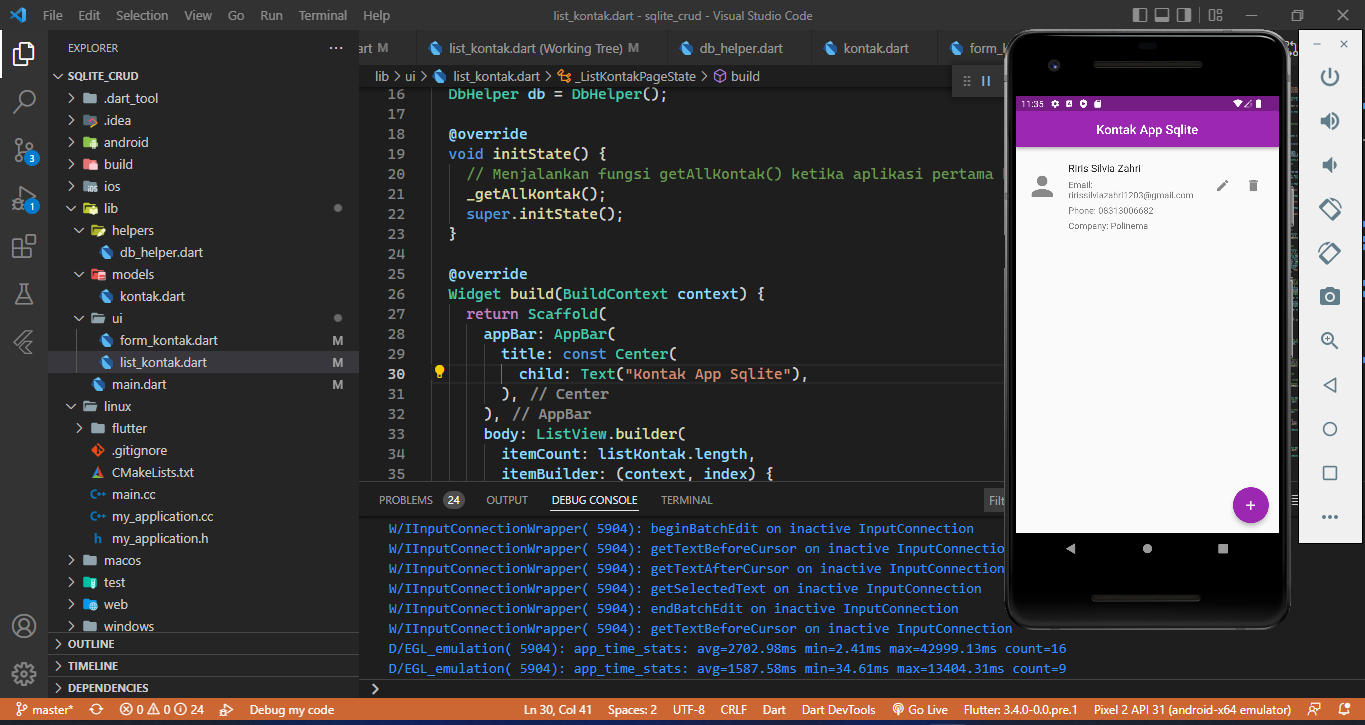 File Edit Selection View Go Run Terminal Help
list_kontak.dart - sqlite_crud - Visual Studio Code
EXPLORER
SQLITE_CRUD
.dart_tool
.idea
android
build
ios
lib
helpers
db_helper.dart
models
kontak.dart
ui
form_kontak.dart M
list_kontak.dart M
main.dart M
linux
flutter
.gitignore
CMakeLists.txt
main.cc
my_application.cc
my_application.h
macos
test
web
windows
OUTLINE
TIMELINE
DEPENDENCIES
3
1
art M
list_kontak.dart (Working Tree) M
db_helper.dart
kontak.dart
form_k
lib > ui > list_kontak.dart > _ListKontakPageState > build
16 DbHelper db = DbHelper();
17
18 @override
19 void initState() {
20 // Menjalankan fungsi getAllKontak() ketika aplikasi pertama
21 _getAllKontak();
22 super.initState();
23 }
24
25 @override
26 Widget build(BuildContext context) {
27 return Scaffold(
28 appBar: AppBar(
29 title: const Center(
30 child: Text("Kontak App Sqlite"),
31 ), // Center
32 ), // AppBar
33 body: ListView.builder(
34 itemCount: listKontak.length,
35 itemBuilder: (context, index) {
PROBLEMS 24 OUTPUT DEBUG CONSOLE TERMINAL Filt
W/IInputConnectionWrapper( 5904): beginBatchEdit on inactive InputConnection
W/IInputConnectionWrapper( 5904): getTextBeforeCursor on inactive InputConnectio
W/IInputConnectionWrapper( 5904): getTextAfterCursor on inactive InputConnection
W/IInputConnectionWrapper( 5904): getSelectedText on inactive InputConnection
W/IInputConnectionWrapper( 5904): endBatchEdit on inactive InputConnection
W/IInputConnectionWrapper( 5904): getTextBeforeCursor on inactive InputConnection
D/EGL_emulation( 5904): app_time_stats: avg=2702.98ms min=2.41ms max=42999.13ms count=16
D/EGL_emulation( 5904): app_time_stats: avg=1587.58ms min=34.61ms max=13404.31ms count=9
11:35
Kontak App Sqlite
Riris Silvia Zahri
Email:
ririssilviazahri1203@gmail.com
Phone: 08313006682
Company: Polinema
master* 0 0 24 Debug my code Ln 30, Col 41 Spaces: 2 UTF-8 CRLF Dart Dart DevTools Go Live Flutter: 3.4.0-0.0.pre.1 Pixel 2 API 31 (android-x64 emulator)